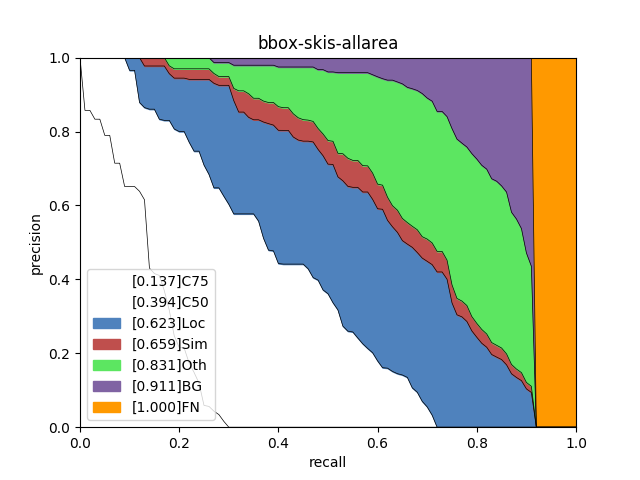 bbox-skis-allarea
1.0
0.8
0.6
0.4
0.2
0.0
precision
[0.137]C75
[0.394]C50
[0.623]Loc
[0.659]Sim
[0.831]Oth
[0.911]BG
[1.000]FN
0.0 0.2 0.4 0.6 0.8 1.0
recall